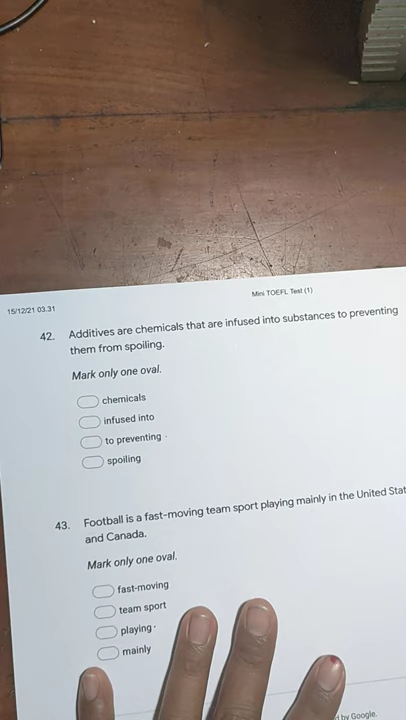 15/12/21 03.31
Mini TOEFL Test (1)
42. Additives are chemicals that are infused into substances to preventing
them from spoiling.
Mark only one oval.
chemicals
infused into
to preventing
spoiling
43. Football is a fast-moving team sport playing mainly in the United Stat
and Canada.
Mark only one oval.
fast-moving
team sport
playing
mainly
by Google.